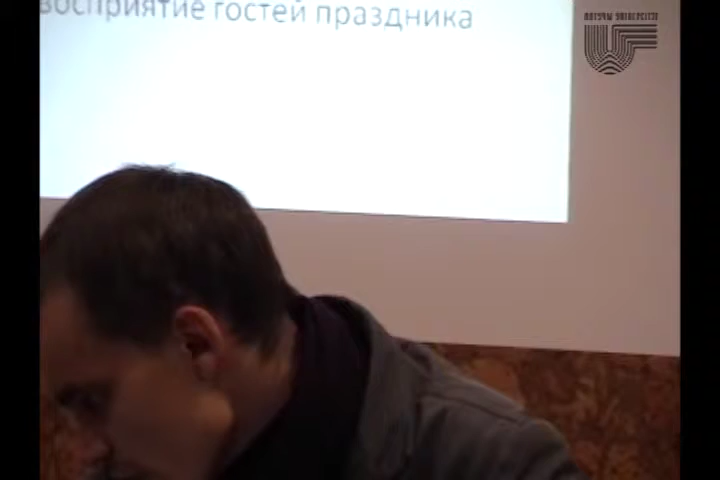 восприятие гостей праздника